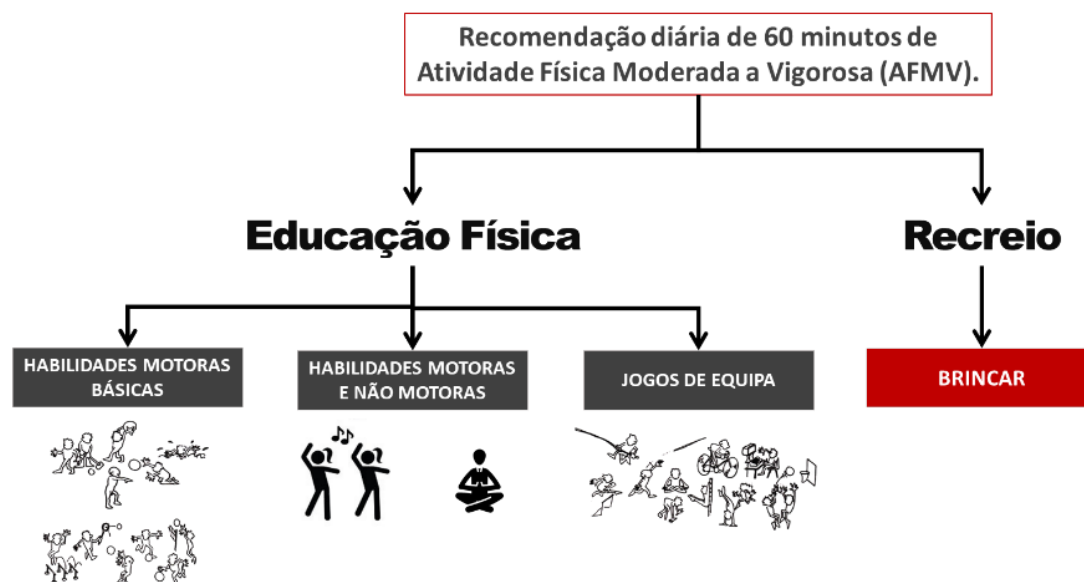 Recomendação diária de 60 minutos de
Atividade Física Moderada a Vigorosa (AFMV).
Educação Física
Recreio
HABILIDADES MOTORAS
BÁSICAS
HABILIDADES MOTORAS
E NÃO MOTORAS
JOGOS DE EQUIPA
BRINCAR